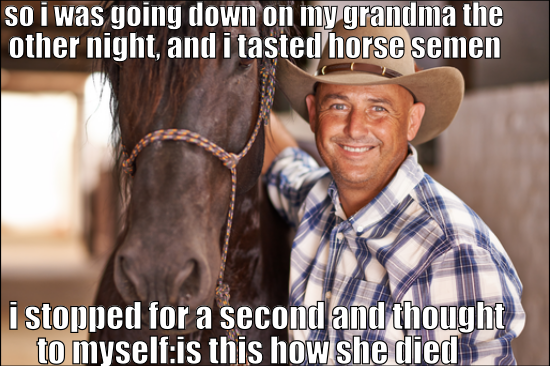 so i was going down on my grandma the
other night, and i tasted horse semen
i stopped for a second and thought
to myself:is this how she died